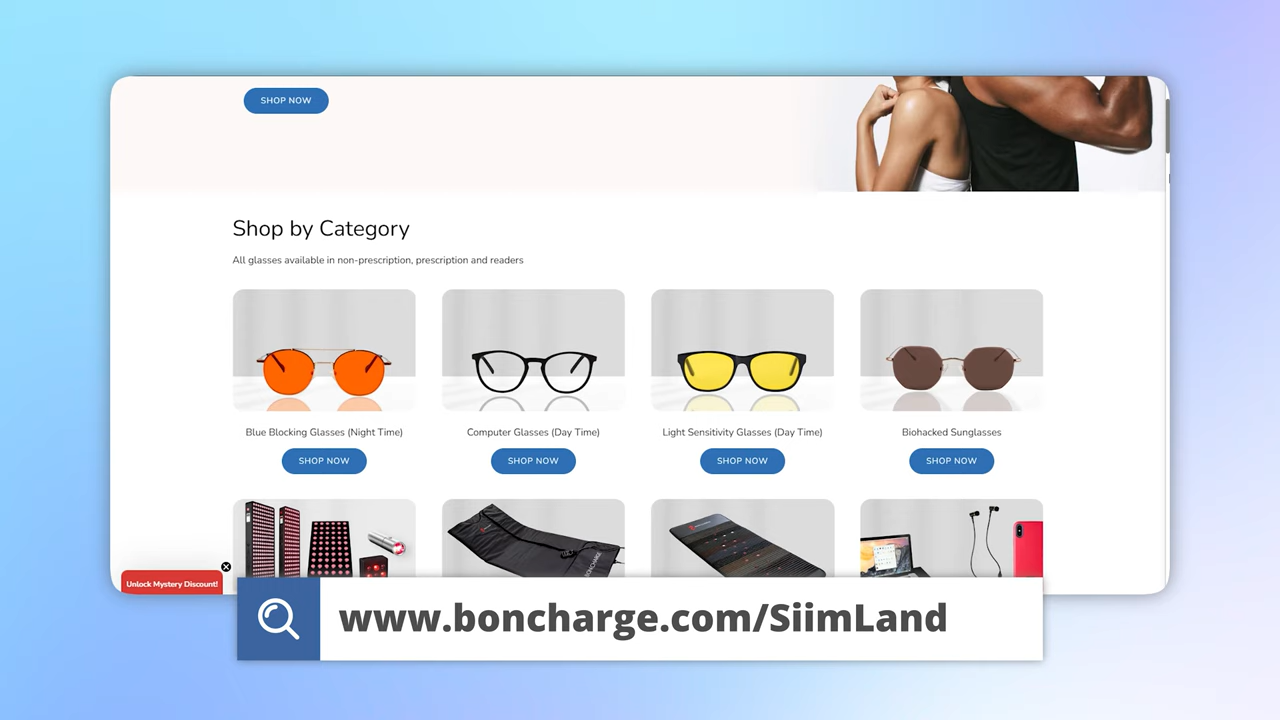 SHOP NOW
Shop by Category
All glasses available in non-prescription, prescription and readers
Blue Blocking Glasses (Night Time)
Computer Glasses (Day Time)
Light Sensitivity Glasses (Day Time)
Biohacked Sunglasses
SHOP NOW
SHOP NOW
SHOP NOW
SHOP NOW
Unlock Mystery Discount!
www.boncharge.com/SiimLand